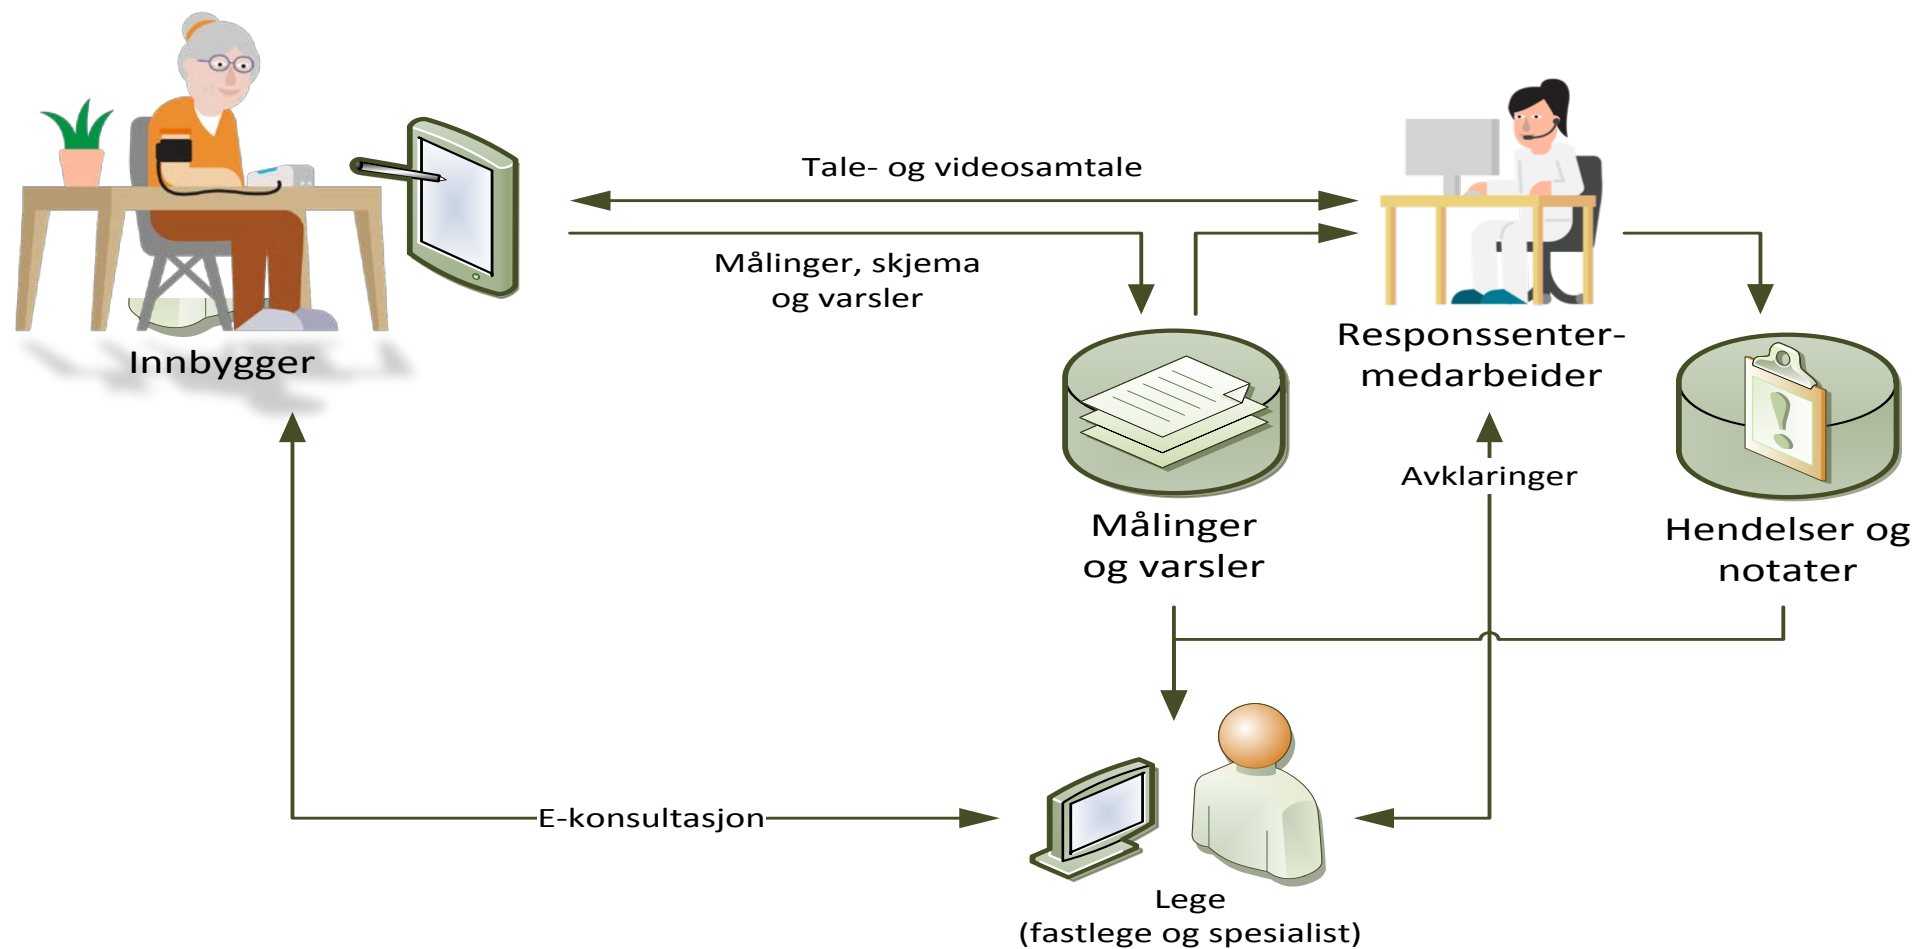 Tale- og videosamtale
Målinger, skjema
og varsler
Innbygger
Responssenter-
medarbeider
Avklaringer
Målinger
og varsler
Hendelser og
notater
E-konsultasjon
Lege
(fastlege og spesialist)